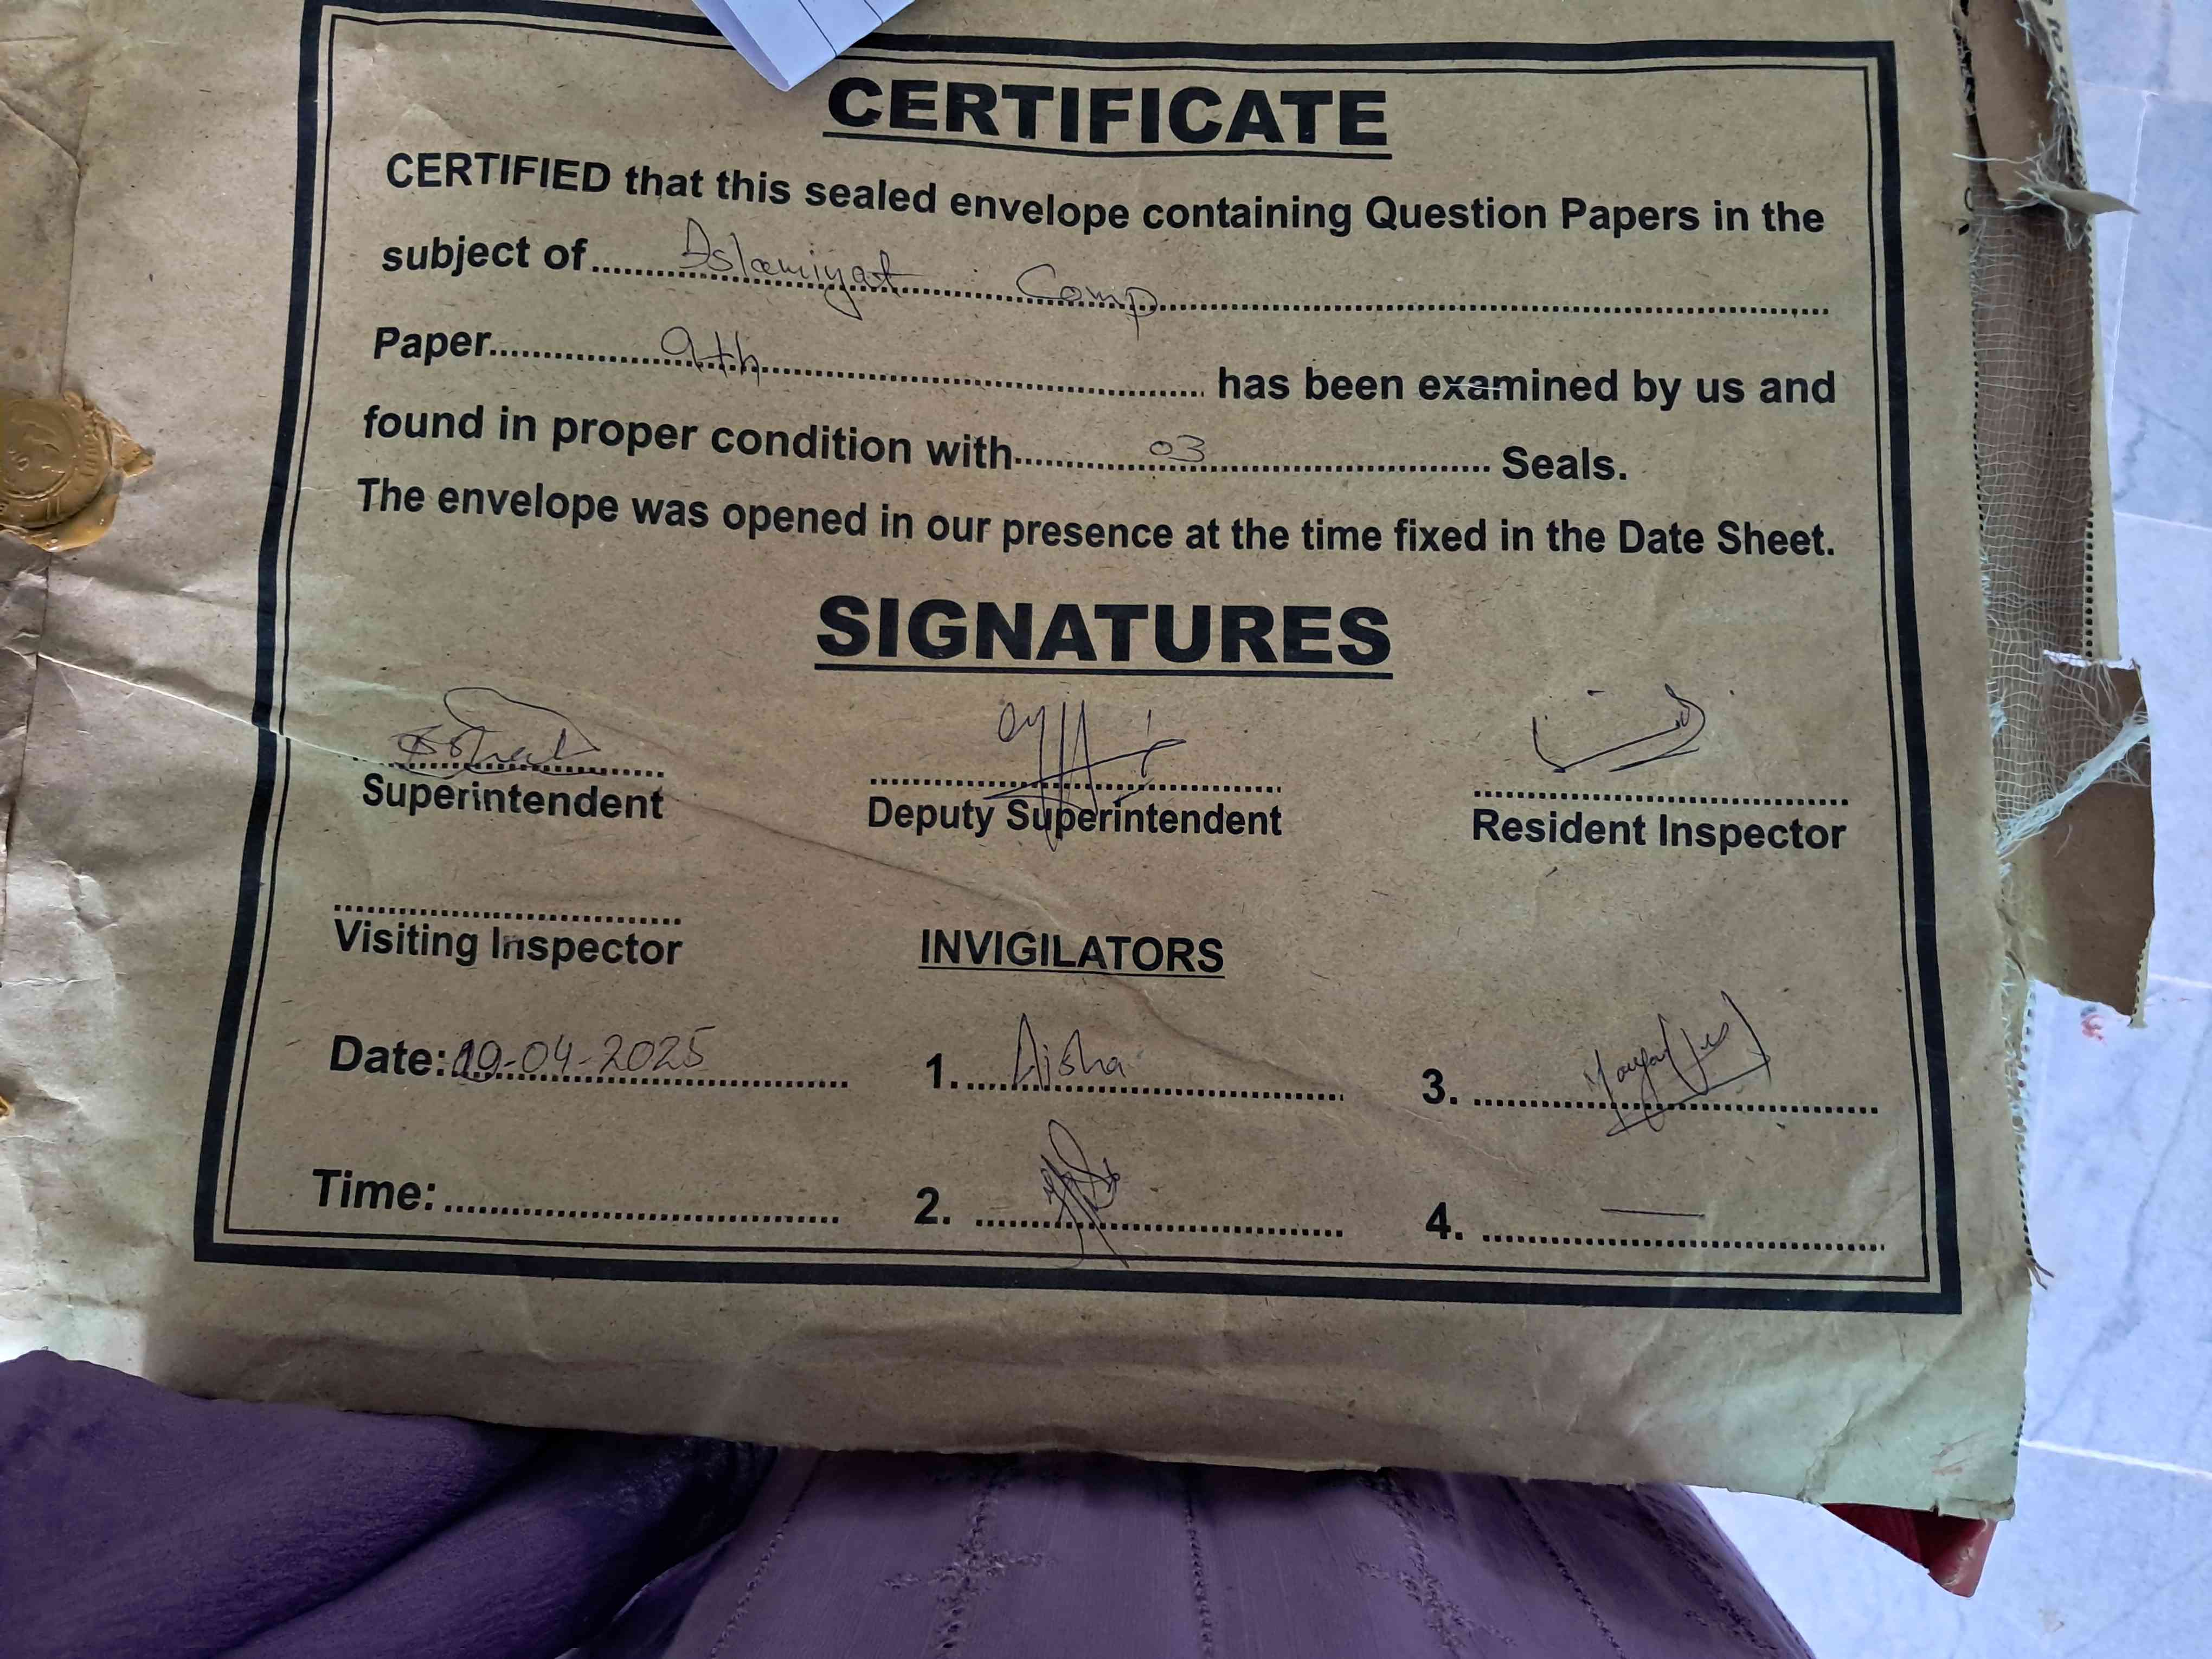 CERTIFICATE
CERTIFIED that this sealed envelope containing Question Papers in the
subject of Islamiyat Comp
Paper 9th has been examined by us and
found in proper condition with 03 Seals.
The envelope was opened in our presence at the time fixed in the Date Sheet.
SIGNATURES
Superintendent Deputy Superintendent Resident Inspector
Visiting Inspector INVIGILATORS
Date: 19-04-2025 1. Aisha 3.
Time: 2. 4. —